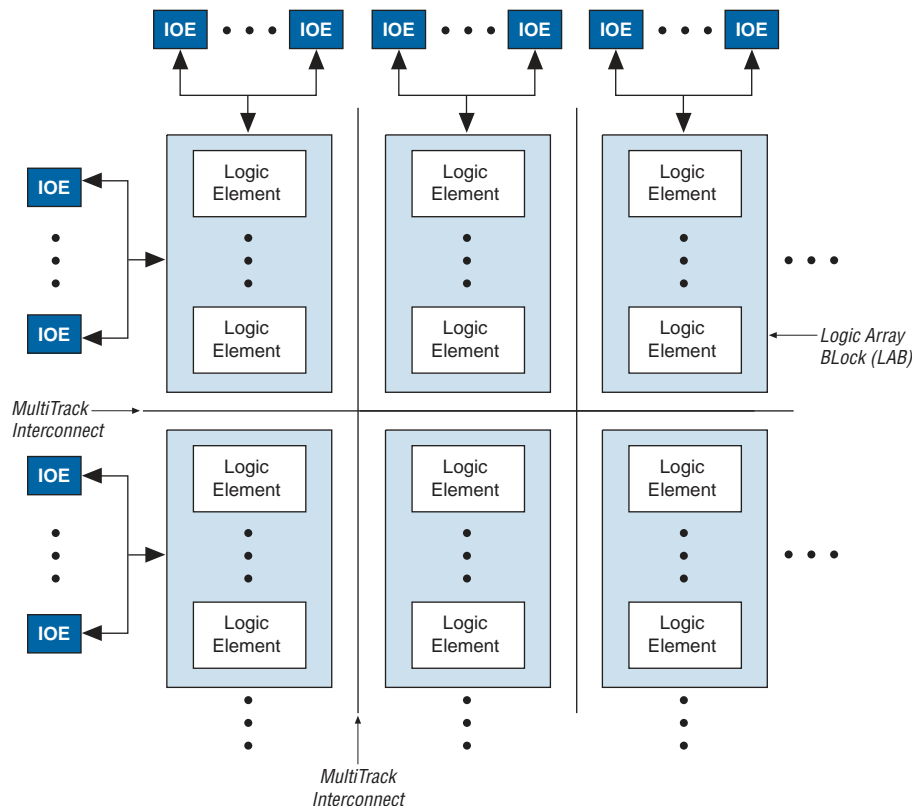 IOE IOE IOE IOE IOE IOE
Logic Logic Logic
Element Element Element
IOE
IOE
Logic Logic Logic
Element Element Element
Logic Array
BLock (LAB)
MultiTrack
Interconnect
Logic Logic Logic
Element Element Element
IOE
IOE
Logic Logic Logic
Element Element Element
MultiTrack
Interconnect